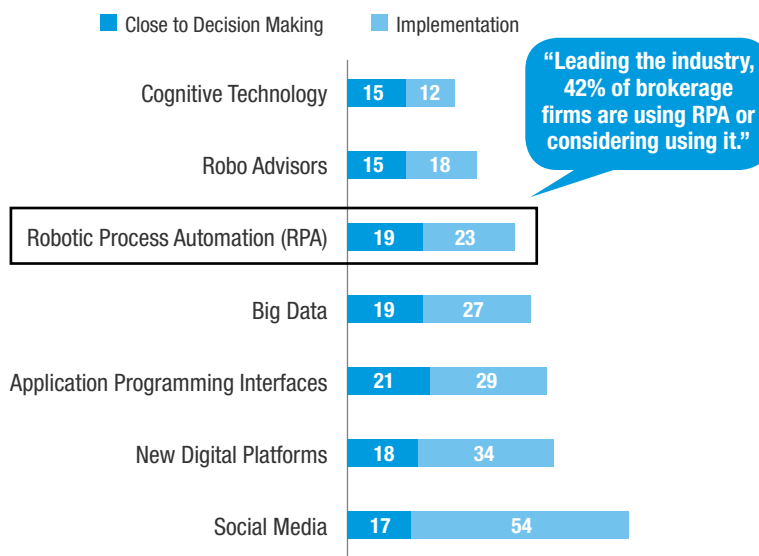 Close to Decision Making
Implementation
“Leading the industry,
42% of brokerage
firms are using RPA or
considering using it.”
Cognitive Technology
15
12
Robo Advisors
15
18
Robotic Process Automation (RPA)
19
23
Big Data
19
27
Application Programming Interfaces
21
29
New Digital Platforms
18
34
Social Media
17
54